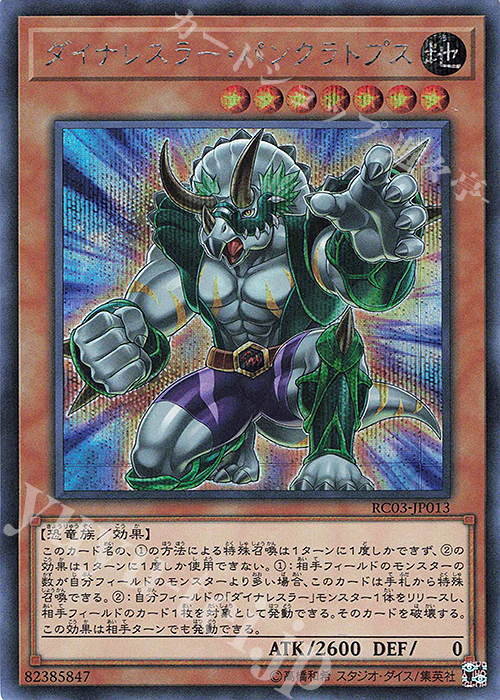 ダイナレスラー・パンクラトプス
地
RC03-JP013
【恐竜族/効果】
このカード名の、①の方法による特殊召喚は1ターンに1度しかできず、②の
効果は1ターンに1度しか使用できない。①:相手フィールドのモンスターの
数が自分フィールドのモンスターより多い場合、このカードは手札から特殊
召喚できる。②:自分フィールドの「ダイナレスラー」モンスター1体をリリースし、
相手フィールドのカード1枚を対象として発動できる。そのカードを破壊する。
この効果は相手ターンでも発動できる。
ATK/2600 DEF/ 0
82385847
©高橋和希 スタジオ・ダイス/集英社